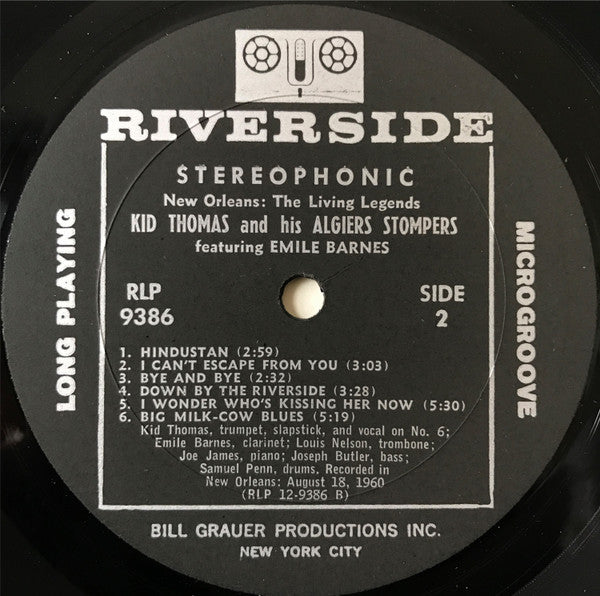 RIVERSIDE
STEREOPHONIC
New Orleans: The Living Legends
KID THOMAS and his ALGIERS STOMPERS
featuring EMILE BARNES
LONG PLAYING
MICROGROOVE
RLP
9386
SIDE
2
1. HINDUSTAN (2:59)
2. I CAN'T ESCAPE FROM YOU (3:03)
3. BYE AND BYE (2:32)
4. DOWN BY THE RIVERSIDE (3:28)
5. I WONDER WHO'S KISSING HER NOW (5:30)
6. BIG MILK-COW BLUES (5:19)
Kid Thomas, trumpet, slapstick, and vocal on No. 6;
Emile Barnes, clarinet; Louis Nelson, trombone;
Joe James, piano; Joseph Butler, bass;
Samuel Penn, drums. Recorded in
New Orleans: August 18, 1960
(RLP 12-9386 B)
BILL GRAUER PRODUCTIONS INC.
NEW YORK CITY